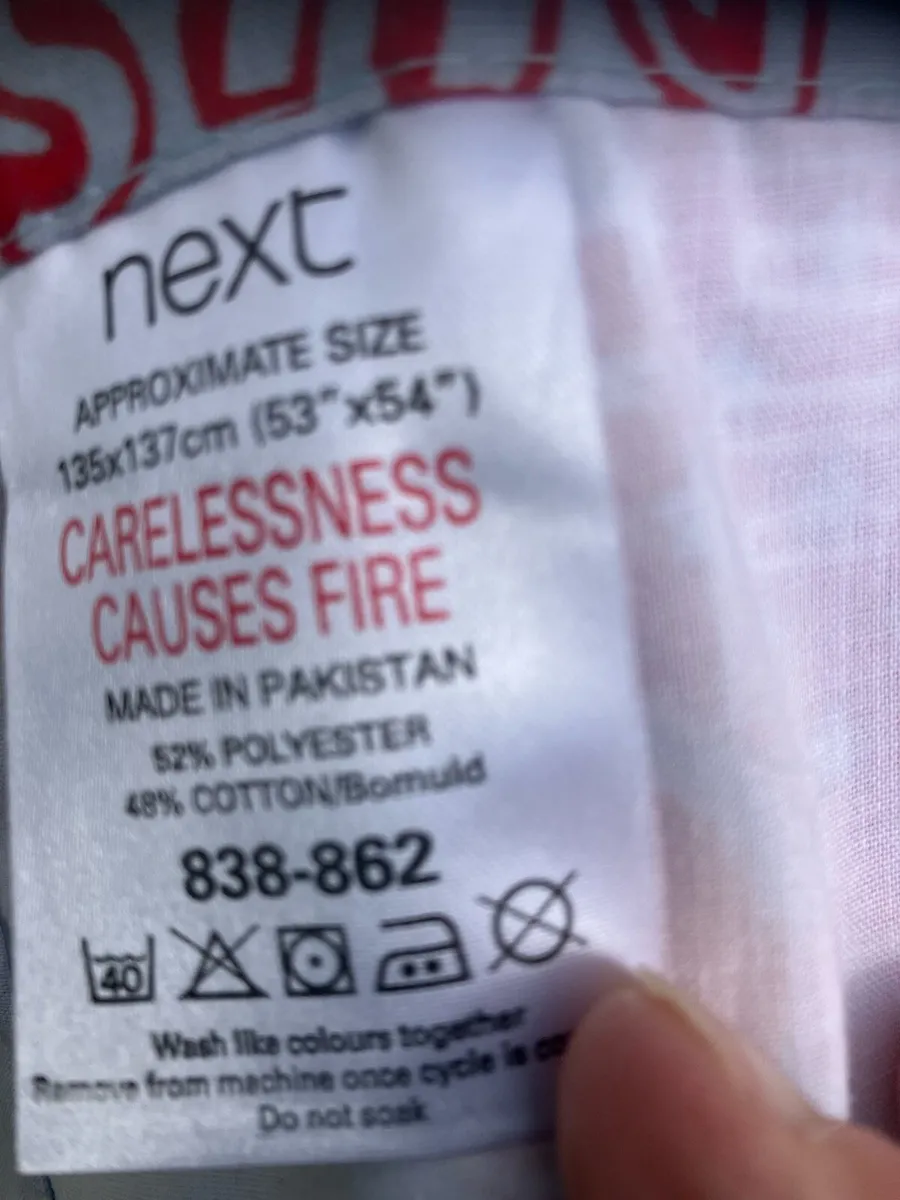 next
APPROXIMATE SIZE
135x137cm (53"x54")
CARELESSNESS
CAUSES FIRE
MADE IN PAKISTAN
52% POLYESTER
48% COTTON/Bomuld
838-862
40
Wash like colours together
Remove from machine once cycle is
Do not soak